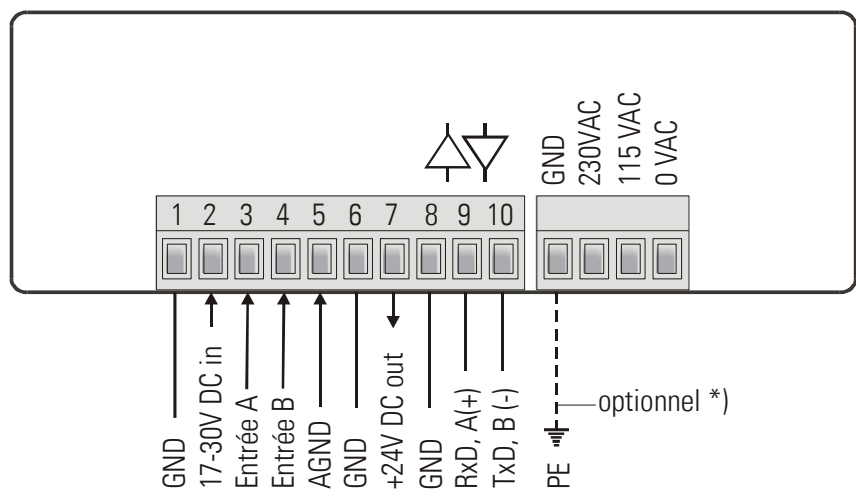 GND
230VAC
115 VAC
0 VAC
1 2 3 4 5 6 7 8 9 10
GND
17-30V DC in
Entrée A
Entrée B
AGND
GND
+24V DC out
GND
RxD, A(+)
TxD, B (-)
PE
optionnel *)